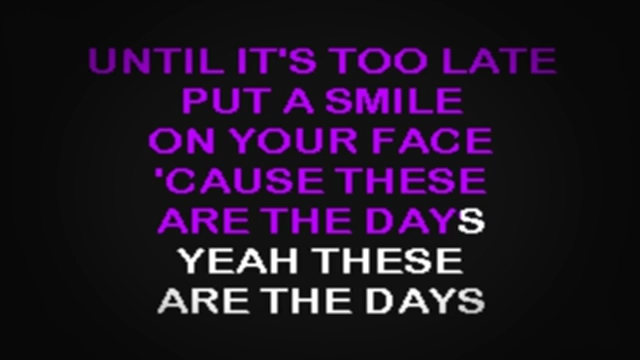 UNTIL IT'S TOO LATE
PUT A SMILE
ON YOUR FACE
'CAUSE THESE
ARE THE DAYS
YEAH THESE
ARE THE DAYS